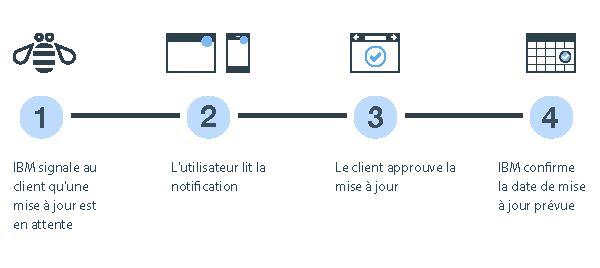 1
2
3
4
IBM signale au
client qu'une
mise à jour est
en attente
L'utilisateur lit la
notification
Le client approuve la
mise à jour
IBM confirme
la date de mise
à jour prévue